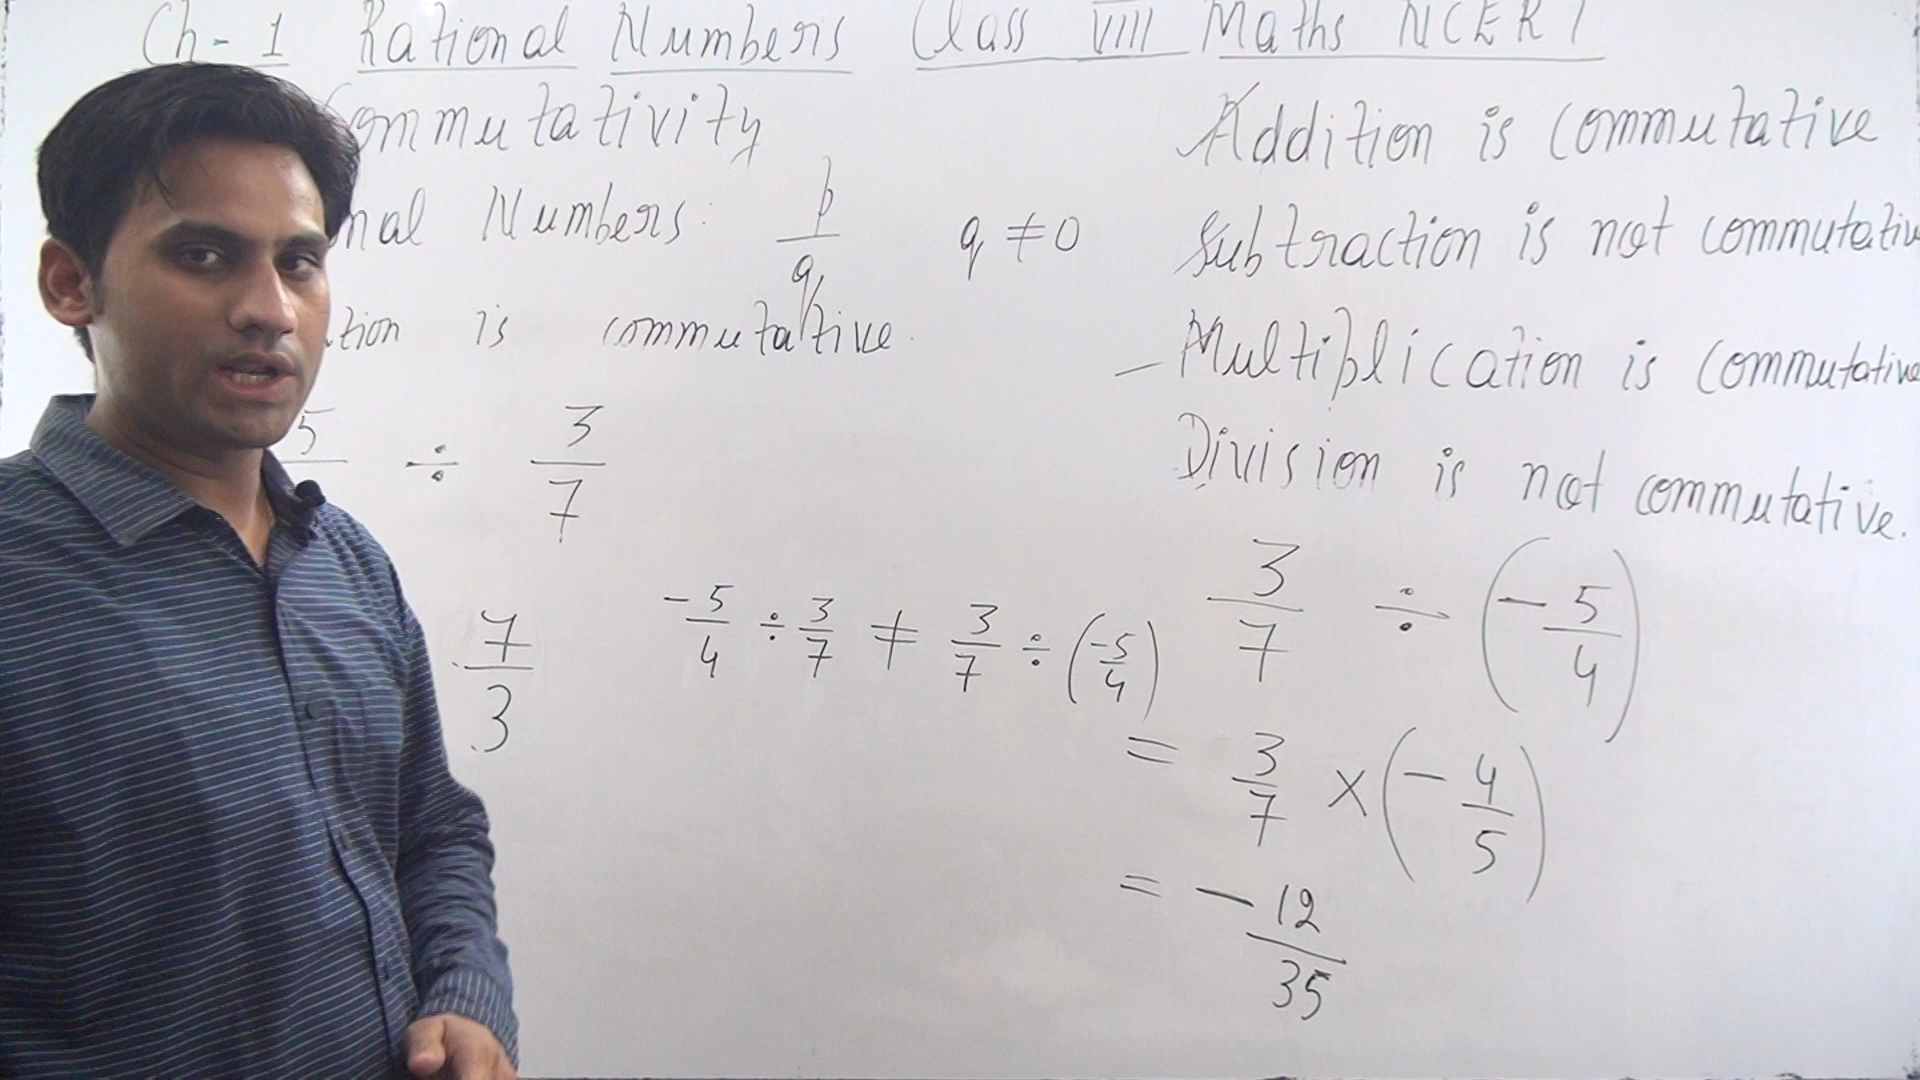 Ch-1 Rational Numbers Class VIII Maths NCERT
ommutativity
nal Numbers: p/q q ≠ 0
tion is commutative.
5 ÷ 3/7
7/3
-5/4 ÷ 3/7 ≠ 3/7 ÷ (-5/4)
Addition is commutative
Subtraction is not commutativ
- Multiplication is commutative
Division is not commutative.
3/7 ÷ (-5/4)
= 3/7 × (-4/5)
= -12/35